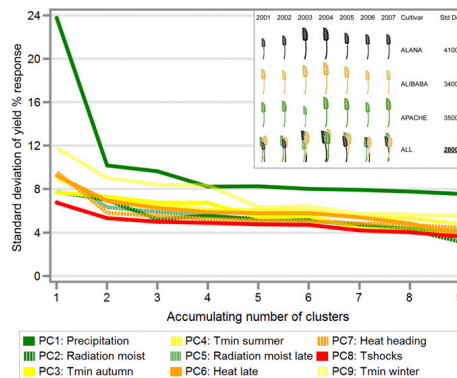 2001 2002 2003 2004 2005 2006 2007 Cultivar Std De
ALANA 4100
ALIBABA 3400
APACHE 3500
ALL 2800
Standard deviation of yield % response
24
20
16
12
8
4
0
1 2 3 4 5 6 7 8
Accumulating number of clusters
PC1: Precipitation PC4: Tmin summer PC7: Heat heading
PC2: Radiation moist PC5: Radiation moist late PC8: Tshocks
PC3: Tmin autumn PC6: Heat late PC9: Tmin winter